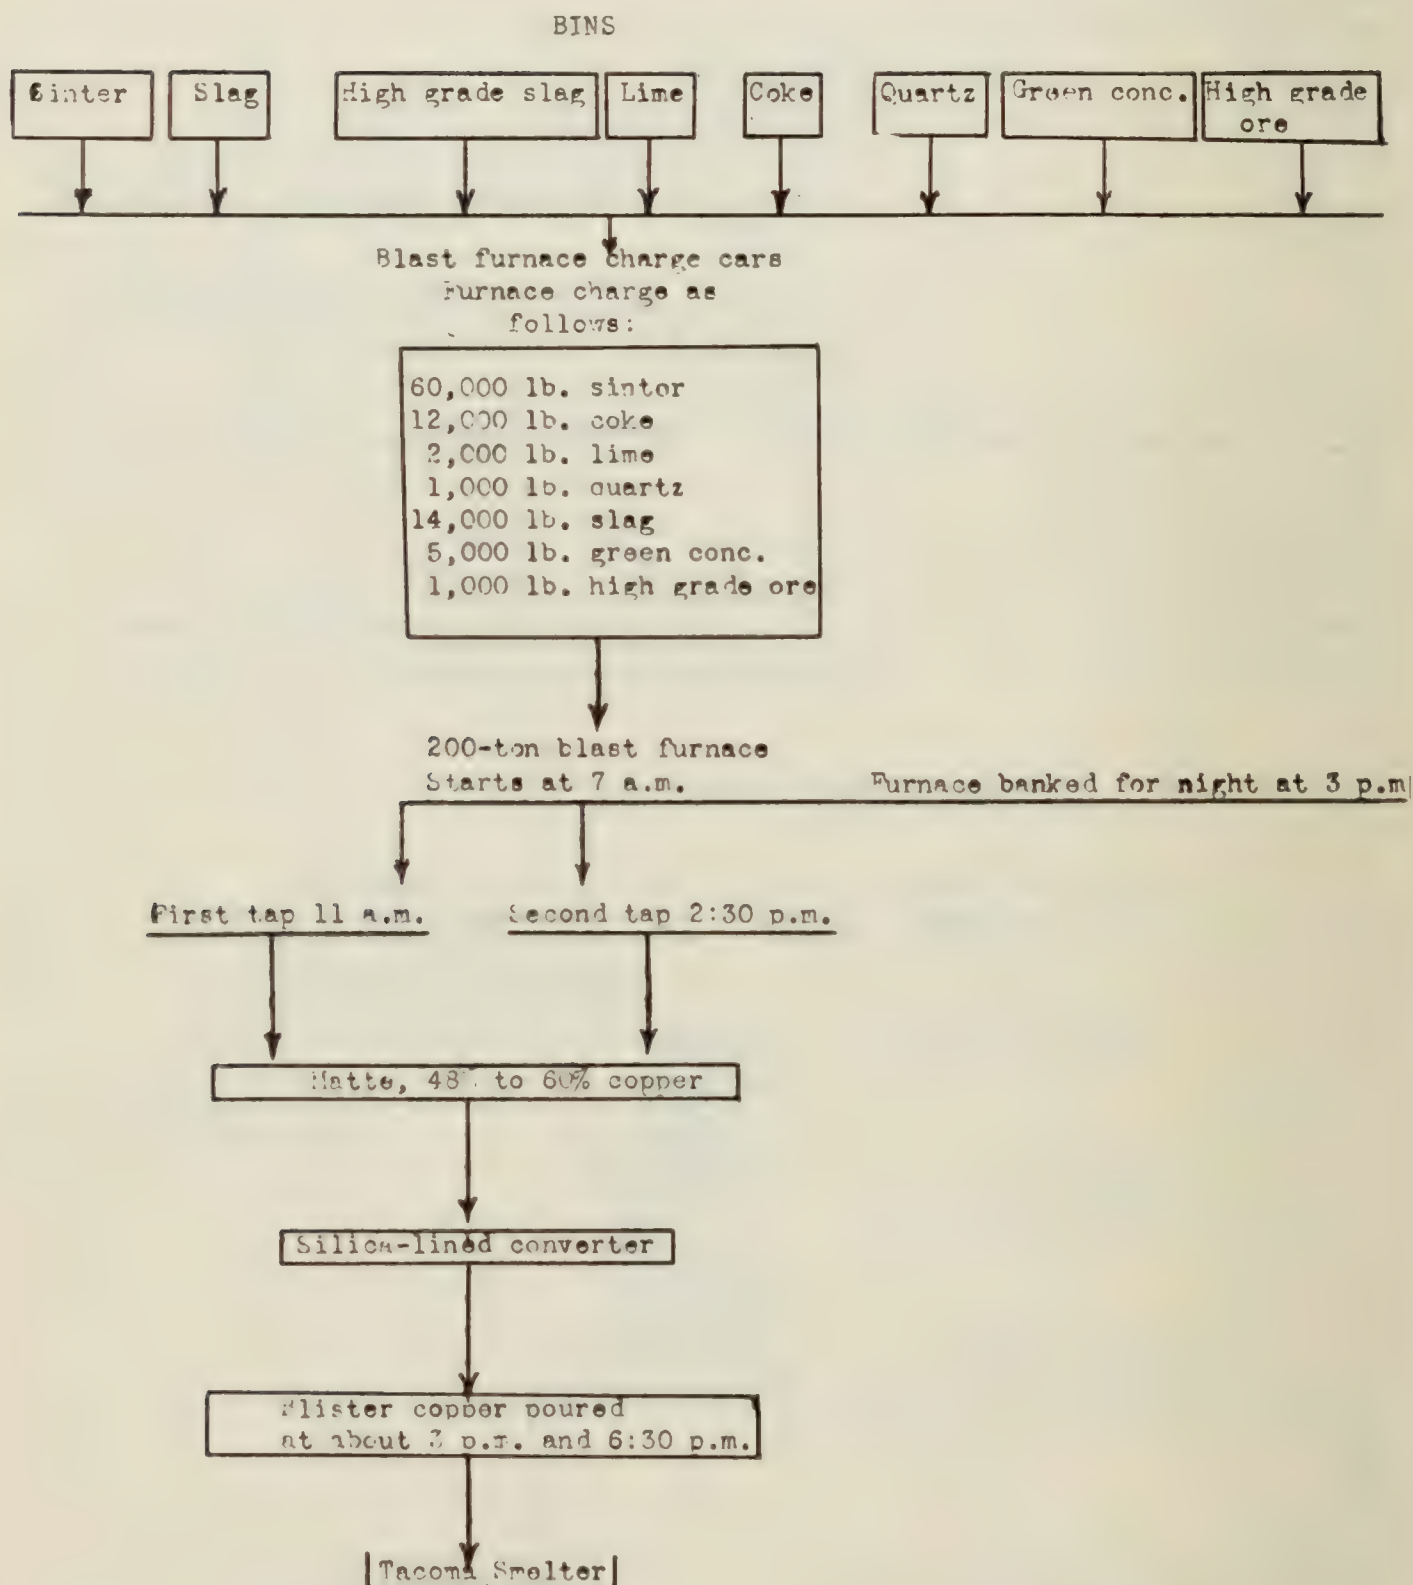 BINS
Sinter
Slag
High grade slag
Lime
Coke
Quartz
Green conc.
High grade
ore
Blast furnace charge cars
Furnace charge as
follows:
60,000 lb. sintor
12,000 lb. coke
2,000 lb. lime
1,000 lb. quartz
14,000 lb. slag
5,000 lb. green conc.
1,000 lb. high grade ore
200-ton blast furnace
Starts at 7 a.m.
Furnace banked for night at 3 p.m
First tap 11 a.m.
Second tap 2:30 p.m.
Matte, 48% to 60% copper
Silica-lined converter
Blister copper poured
at about 3 p.m. and 6:30 p.m.
Tacoma Smelter